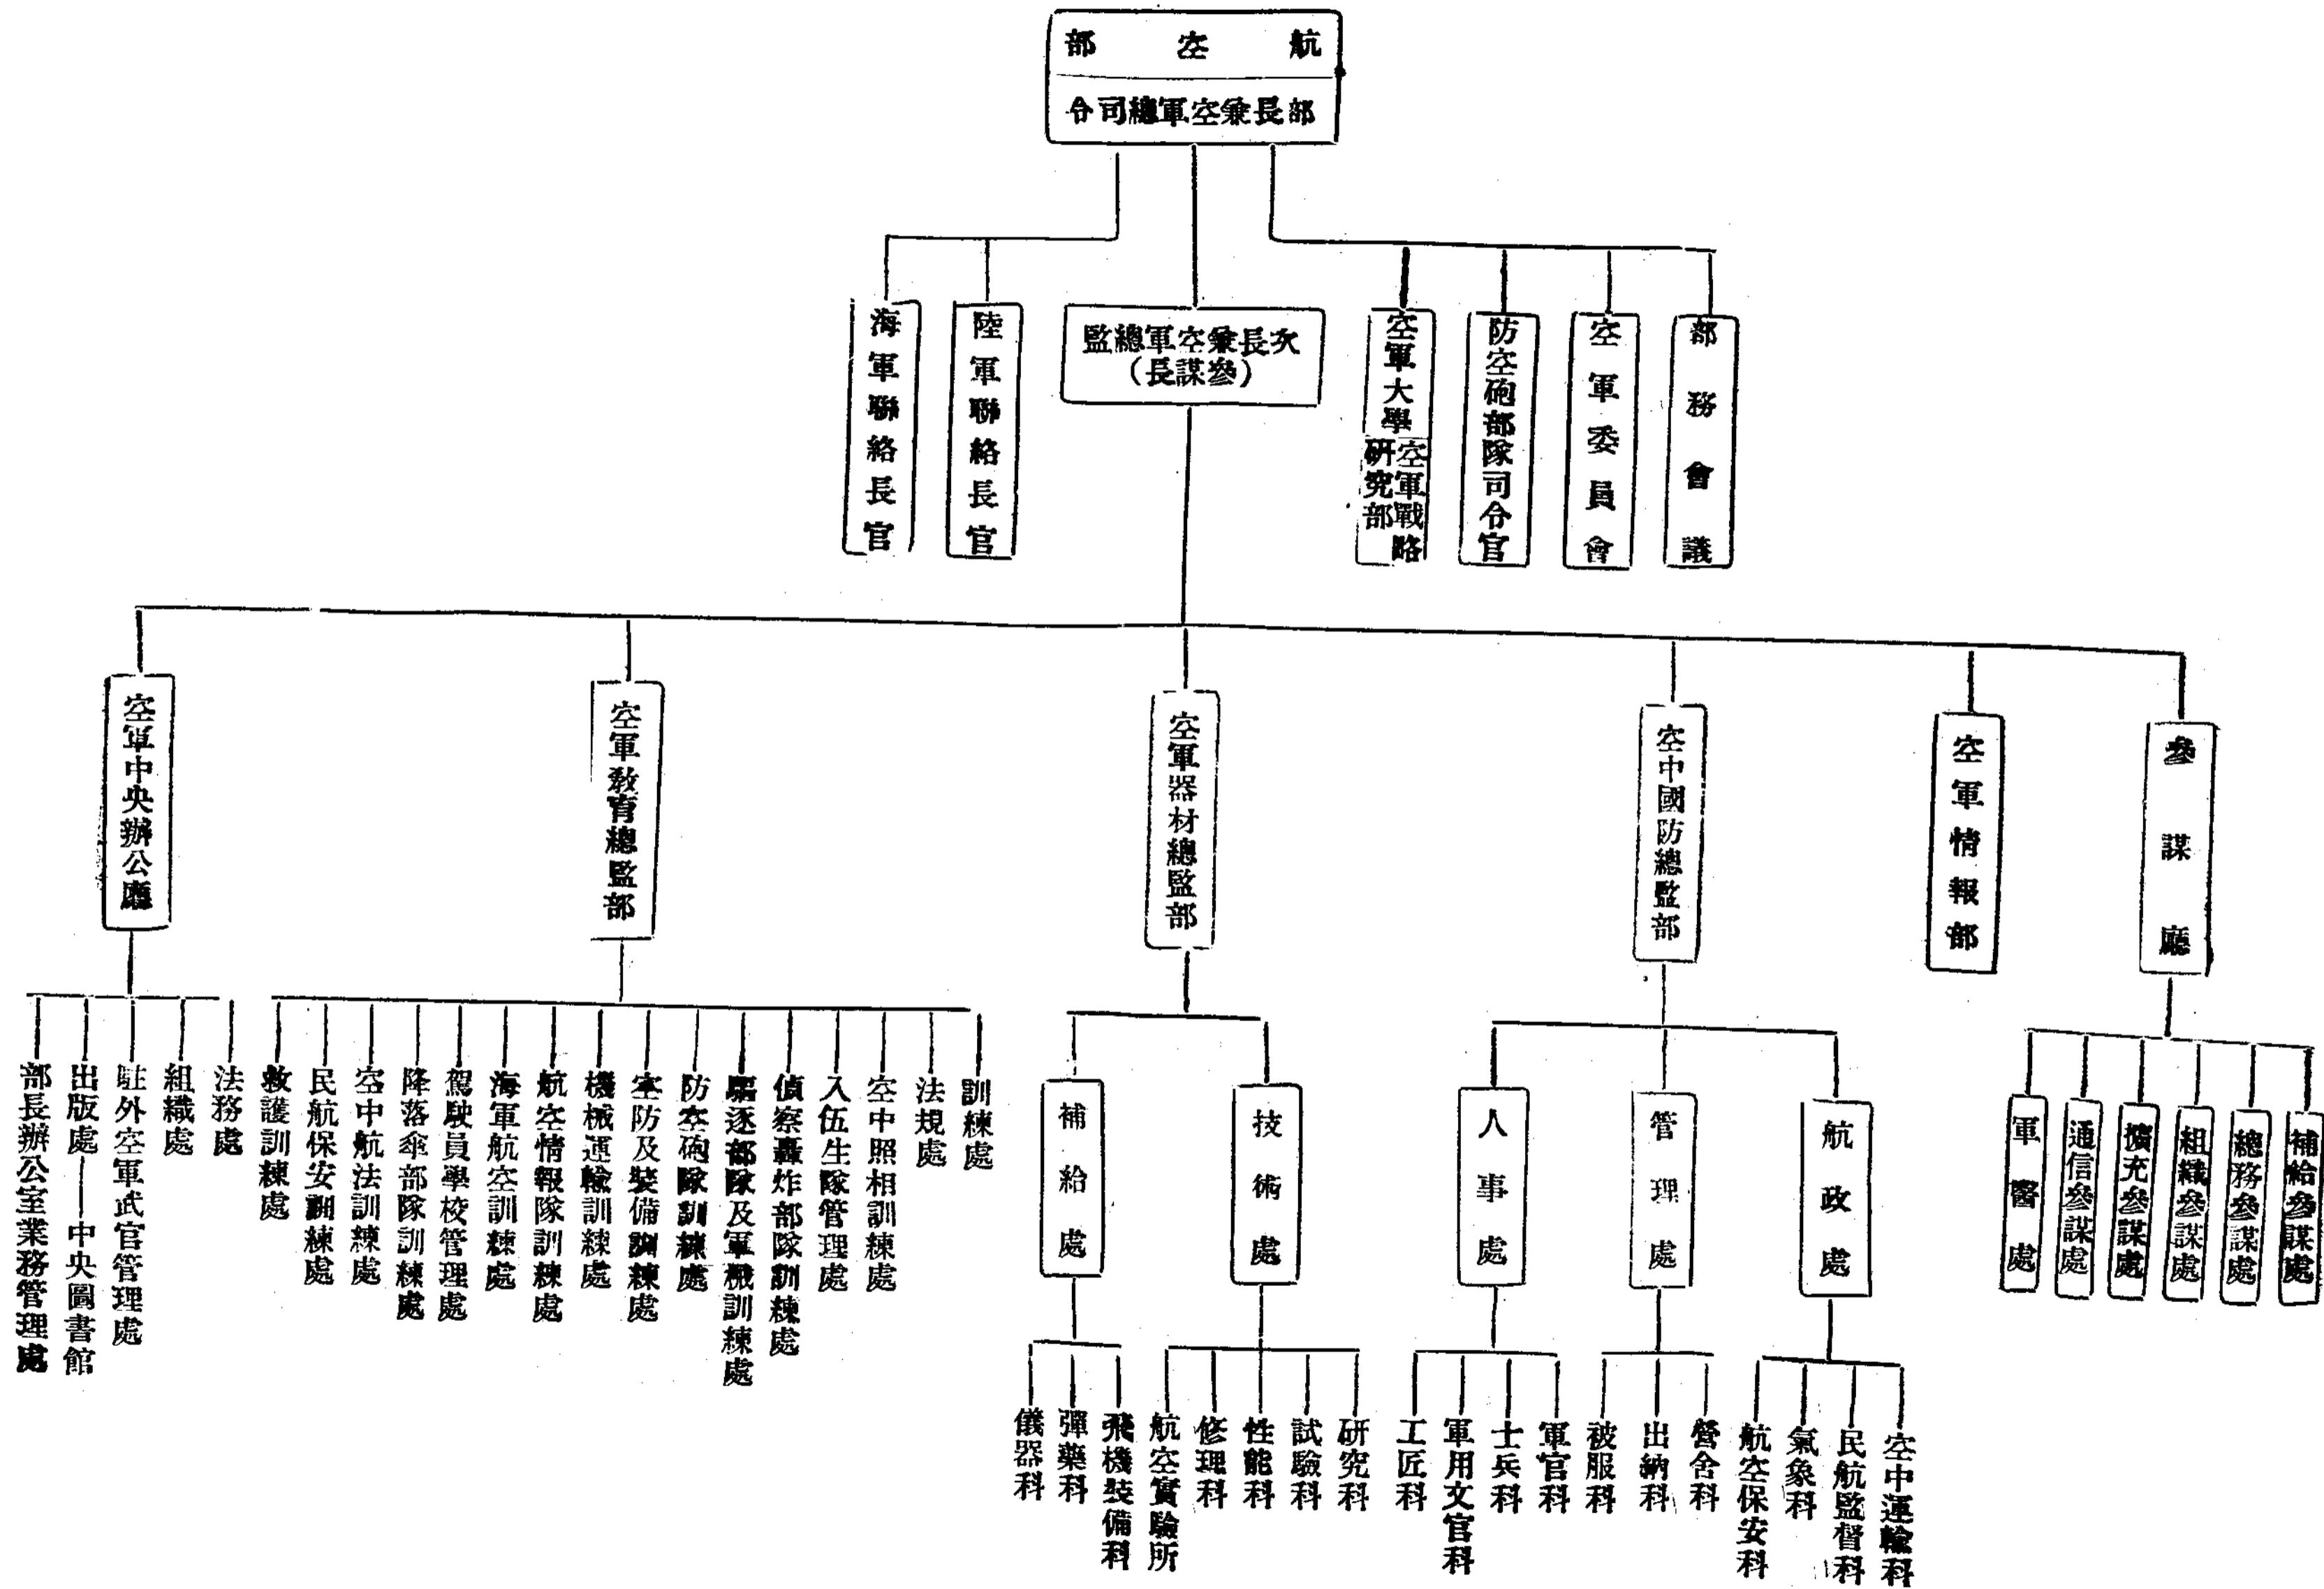 航空部
部長兼空軍總司令
部務會議
空軍委員會
防空砲部隊司令官
空軍大學
空軍戰略
研究部
次長兼空軍總監
(參謀長)
陸軍聯絡長官
海軍聯絡長官
參謀廳
空軍情報部
空中國防總監部
空軍器材總監部
空軍教育總監部
空軍中央辦公廳
補給參謀處
總務參謀處
組織參謀處
擴充參謀處
通信參謀處
軍醫處
航政處
管理處
人事處
技術處
補給處
空中運輸科
民航監督科
氣象科
航空保安科
營舍科
出納科
被服科
軍官科
士兵科
軍用文官科
工匠科
研究科
試驗科
性能科
修理科
航空實驗所
飛機裝備科
彈藥科
儀器科
訓練處
法規處
空中照相訓練處
入伍生隊管理處
偵察轟炸部隊訓練處
驅逐部隊及軍械訓練處
防空砲隊訓練處
空防及裝備訓練處
機械運輸訓練處
航空情報隊訓練處
海軍航空訓練處
駕駛員學校管理處
降落傘部隊訓練處
空中航法訓練處
民航保安訓練處
救護訓練處
法務處
組織處
駐外空軍武官管理處
出版處——中央圖書館
部長辦公室業務管理處